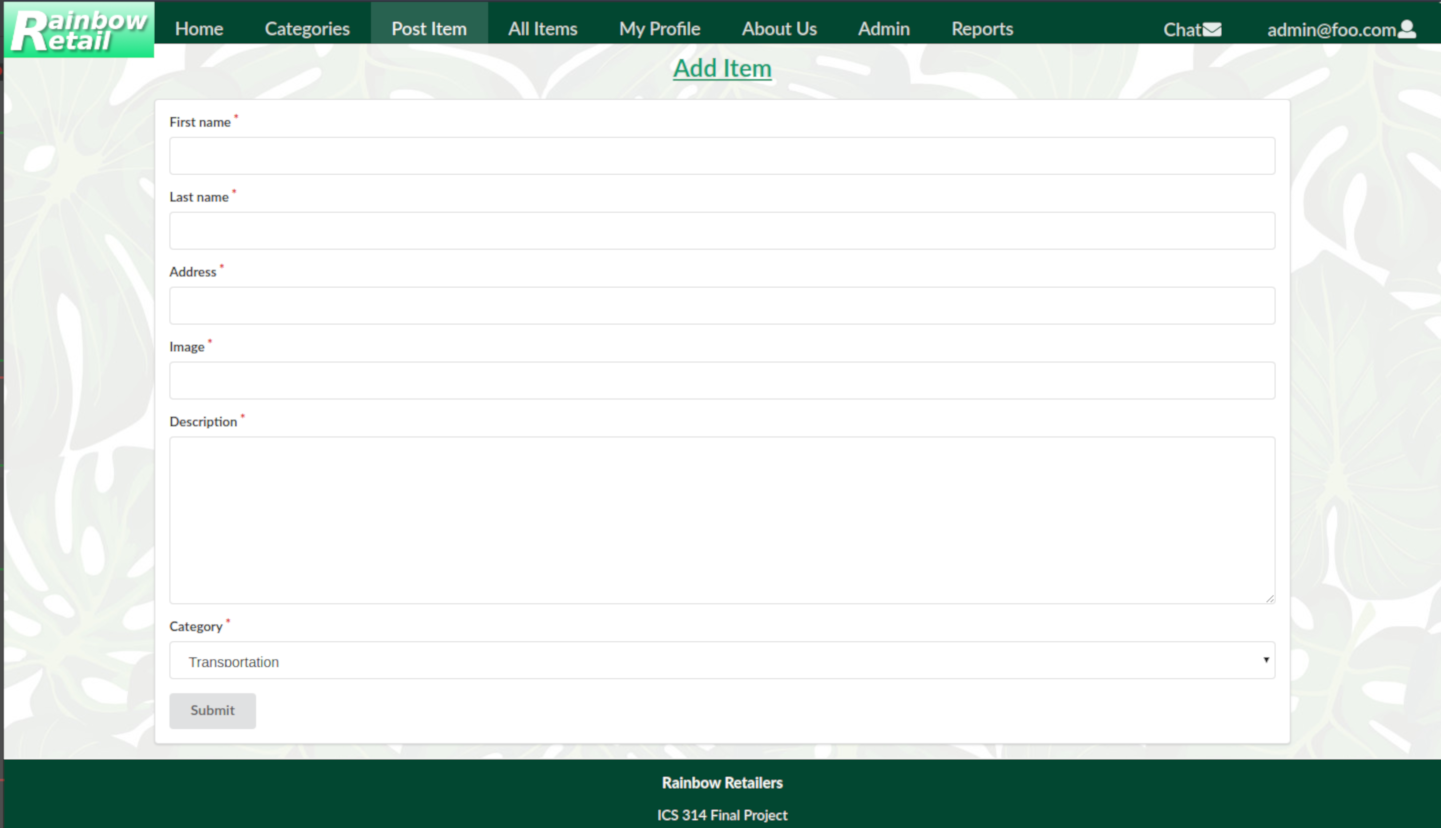 Rainbow
Retail
Home Categories Post Item All Items My Profile About Us Admin Reports Chat admin@foo.com
Add Item
First name *
Last name *
Address *
Image *
Description *
Category *
Transportation
Submit
Rainbow Retailers
ICS 314 Final Project